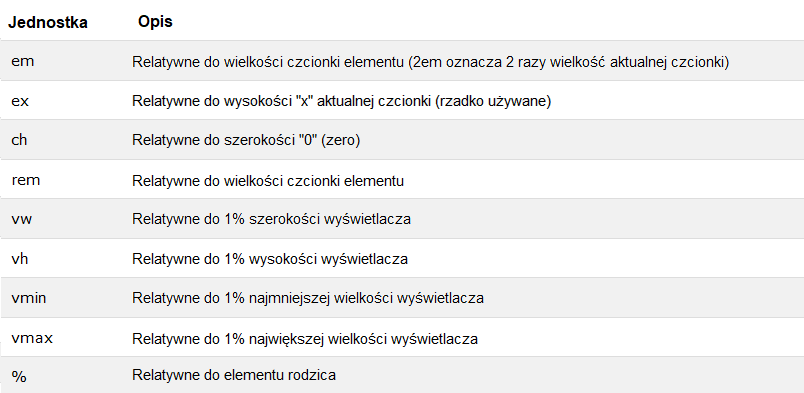 Jednostka Opis
em Relatywne do wielkości czcionki elementu (2em oznacza 2 razy wielkość aktualnej czcionki)
ex Relatywne do wysokości "x" aktualnej czcionki (rzadko używane)
ch Relatywne do szerokości "0" (zero)
rem Relatywne do wielkości czcionki elementu
vw Relatywne do 1% szerokości wyświetlacza
vh Relatywne do 1% wysokości wyświetlacza
vmin Relatywne do 1% najmniejszej wielkości wyświetlacza
vmax Relatywne do 1% największej wielkości wyświetlacza
% Relatywne do elementu rodzica